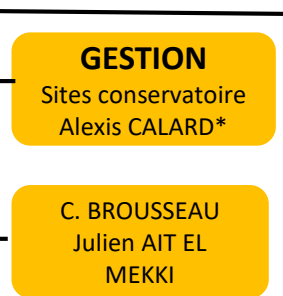 GESTION
Sites conservatoire
Alexis CALARD*
C. BROUSSEAU
Julien AIT EL
MEKKI